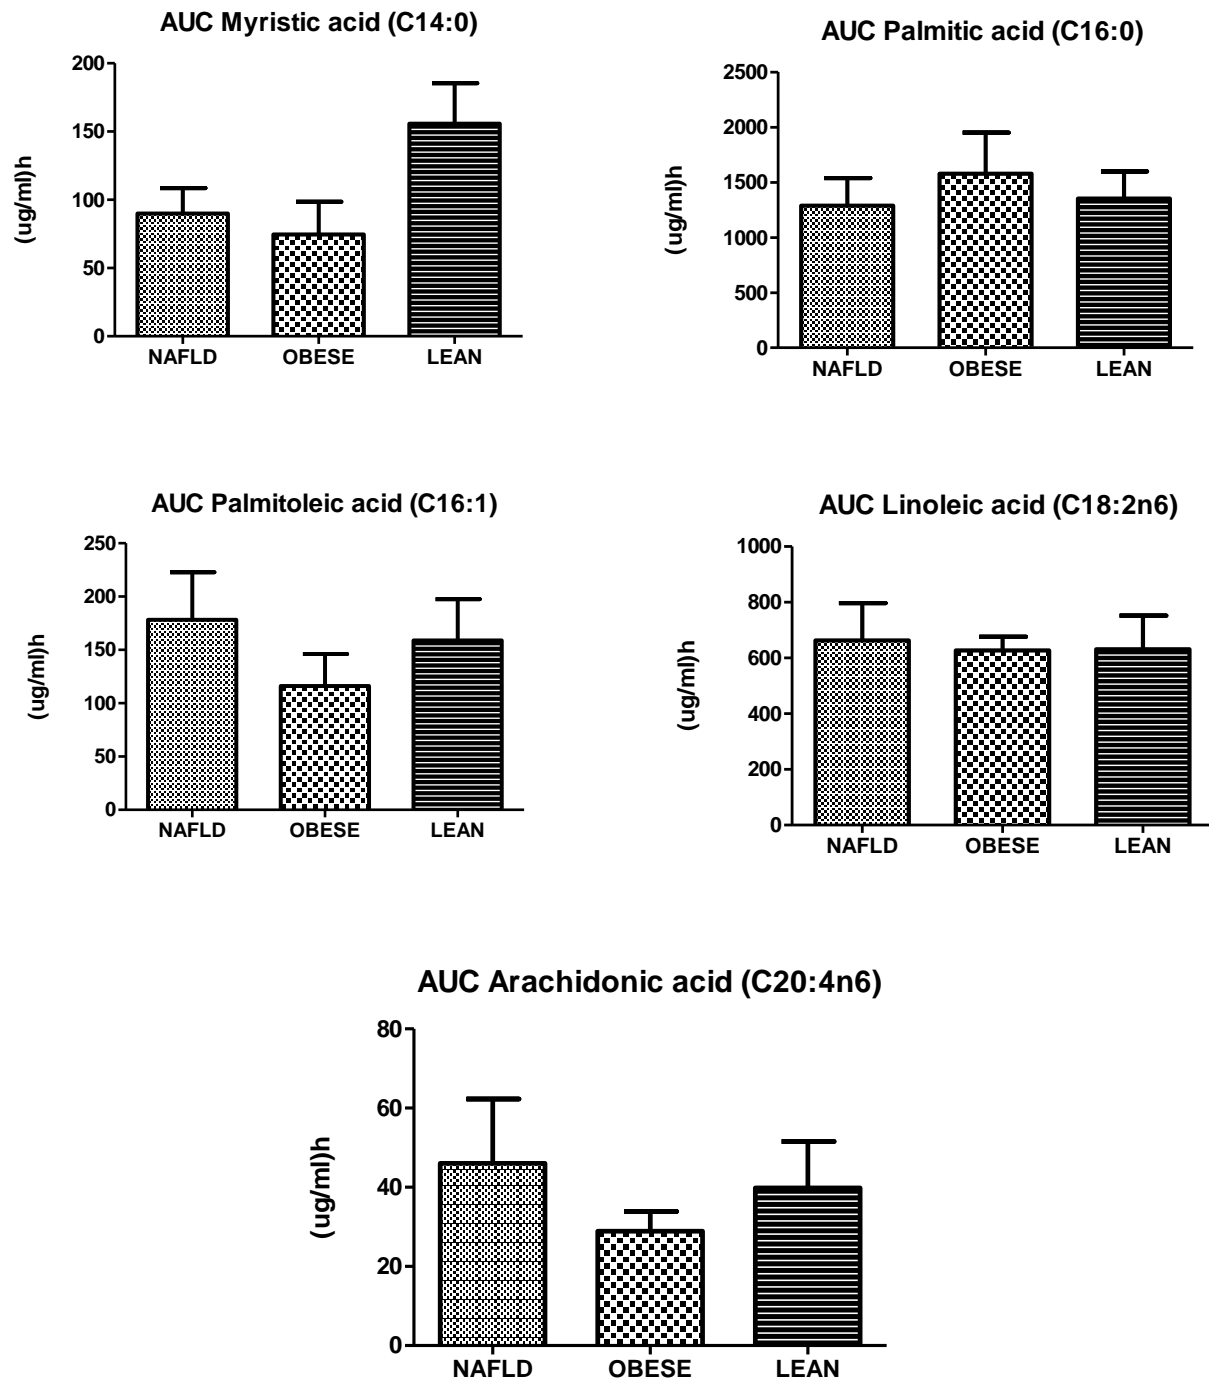 AUC Myristic acid (C14:0)
200
150
100
50
0
(ug/ml)h
NAFLD OBESE LEAN
AUC Palmitic acid (C16:0)
2500
2000
1500
1000
500
0
(ug/ml)h
NAFLD OBESE LEAN
AUC Palmitoleic acid (C16:1)
250
200
150
100
50
0
(ug/ml)h
NAFLD OBESE LEAN
AUC Linoleic acid (C18:2n6)
1000
800
600
400
200
0
(ug/ml)h
NAFLD OBESE LEAN
AUC Arachidonic acid (C20:4n6)
80
60
40
20
0
(ug/ml)h
NAFLD OBESE LEAN